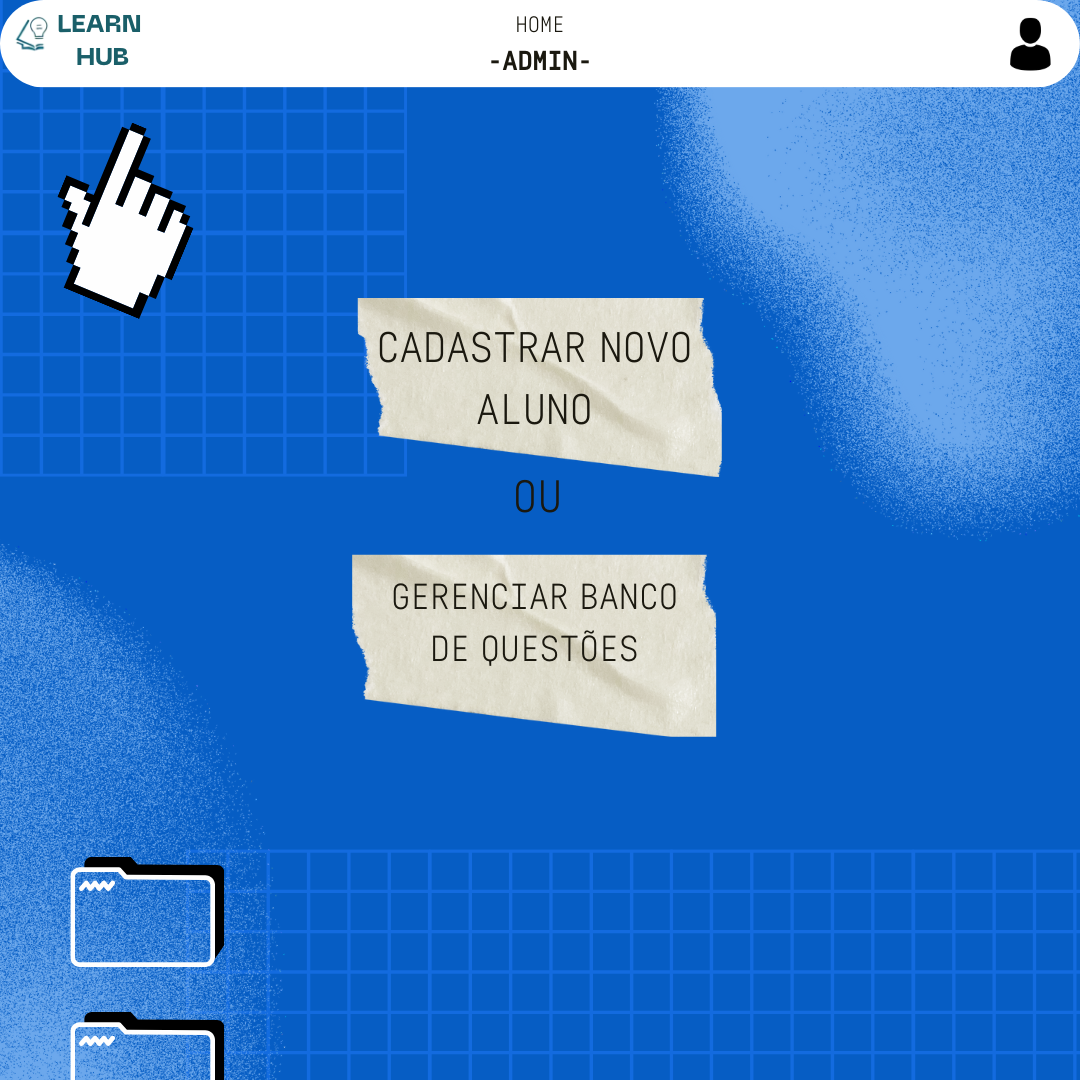 LEARN
HUB
HOME
-ADMIN-
CADASTRAR NOVO
ALUNO
OU
GERENCIAR BANCO
DE QUESTÕES